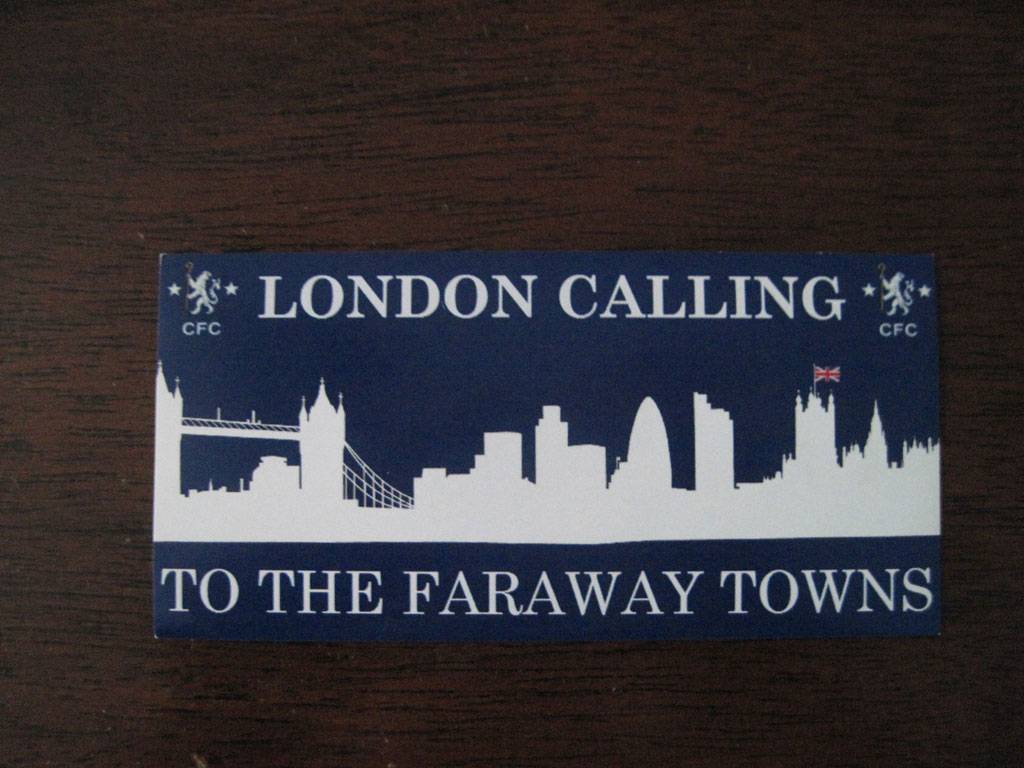 LONDON CALLING
CFC
CFC
TO THE FARAWAY TOWNS